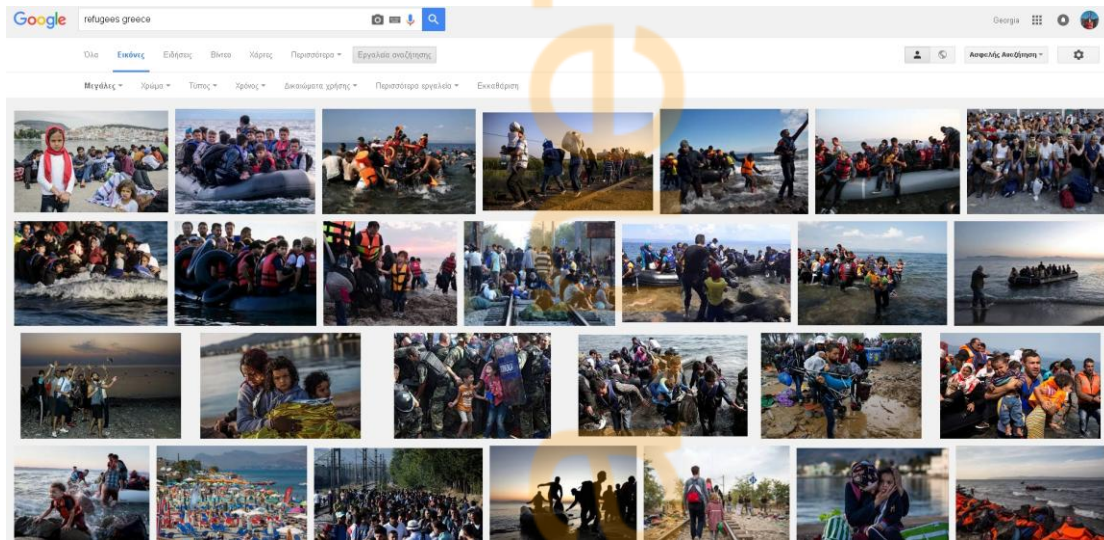 Google refugees greece Georgia
Όλα Εικόνες Ειδήσεις Βίντεο Χάρτες Περισσότερα Εργαλεία αναζήτησης Ασφαλής Αναζήτηση
Μεγάλες Χρώμα Τύπος Χρόνος Δικαιώματα χρήσης Περισσότερα εργαλεία Εκκαθάριση